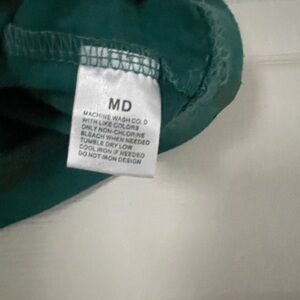 MD
MACHINE WASH COLD
WITH LIKE COLORS
ONLY NON-CHLORINE
BLEACH WHEN NEEDED
TUMBLE DRY LOW
COOL IRON IF NEEDED
DO NOT IRON DESIGN